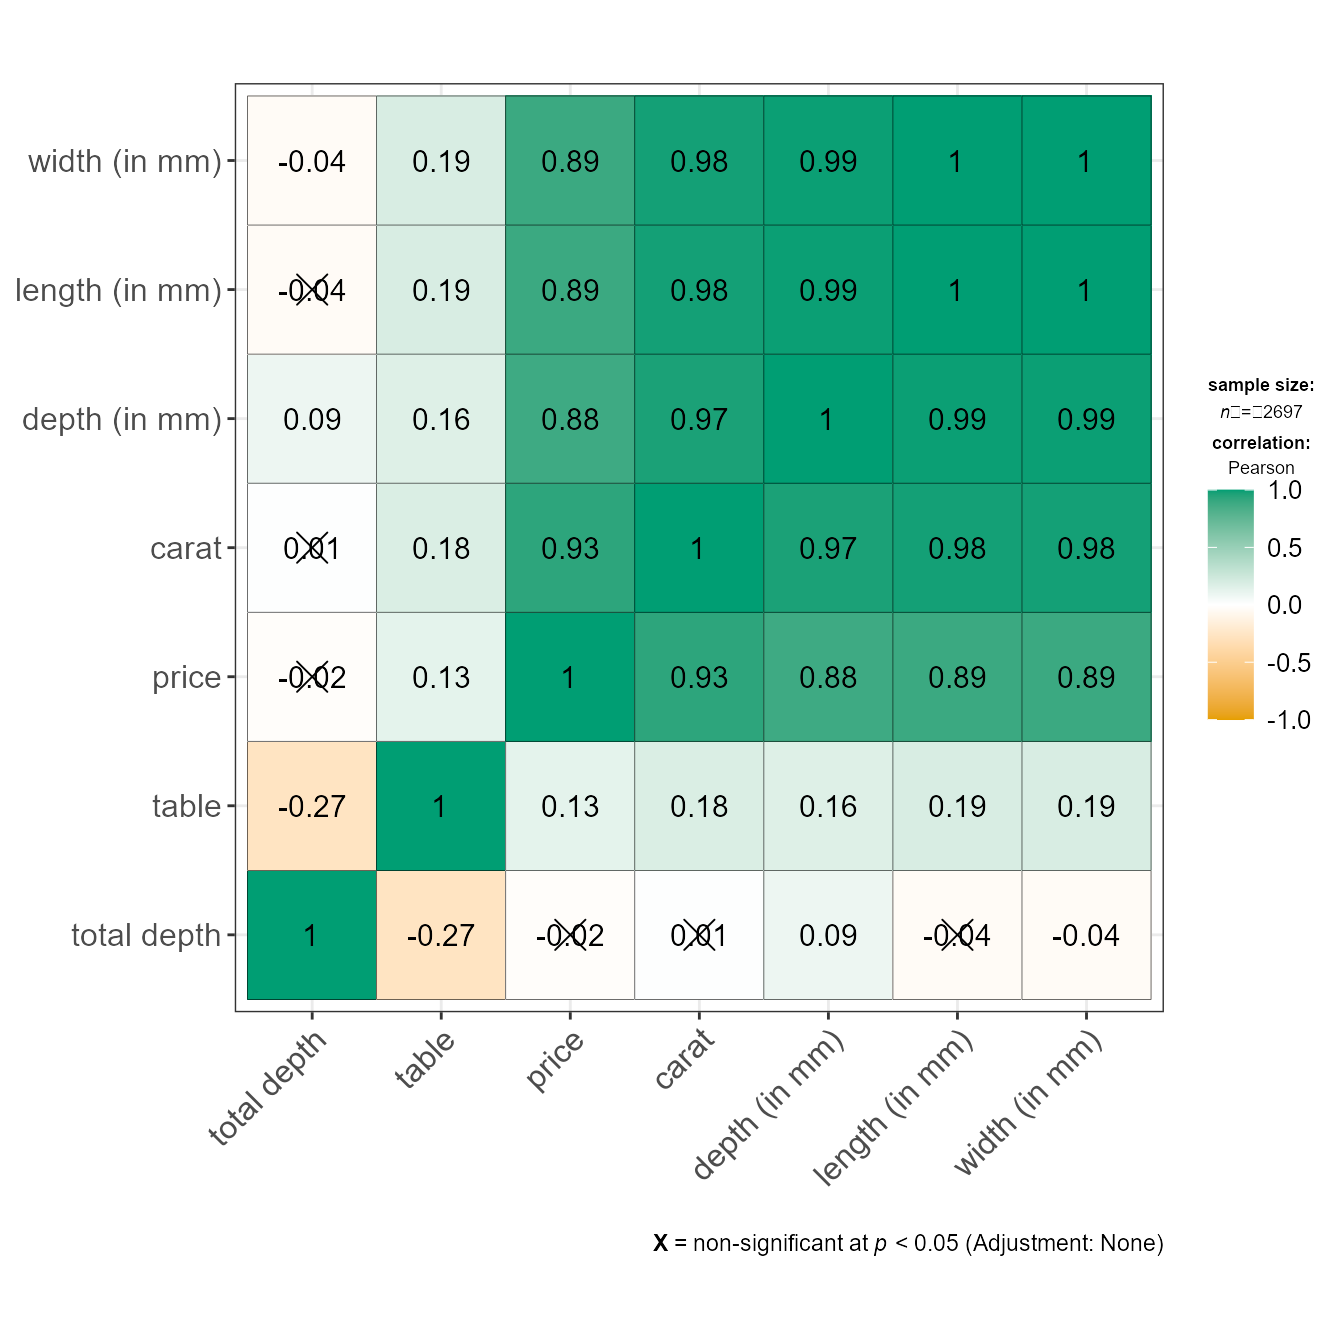 width (in mm) -0.04 0.19 0.89 0.98 0.99 1 1
length (in mm) -0.04 0.19 0.89 0.98 0.99 1 1
depth (in mm) 0.09 0.16 0.88 0.97 1 0.99 0.99
carat 0.01 0.18 0.93 1 0.97 0.98 0.98
price -0.02 0.13 1 0.93 0.88 0.89 0.89
table -0.27 1 0.13 0.18 0.16 0.19 0.19
total depth 1 -0.27 -0.02 0.01 0.09 -0.04 -0.04
total depth table price carat depth (in mm) length (in mm) width (in mm)
sample size:
n□=□2697
correlation:
Pearson
1.0
0.5
0.0
-0.5
-1.0
X = non-significant at p < 0.05 (Adjustment: None)